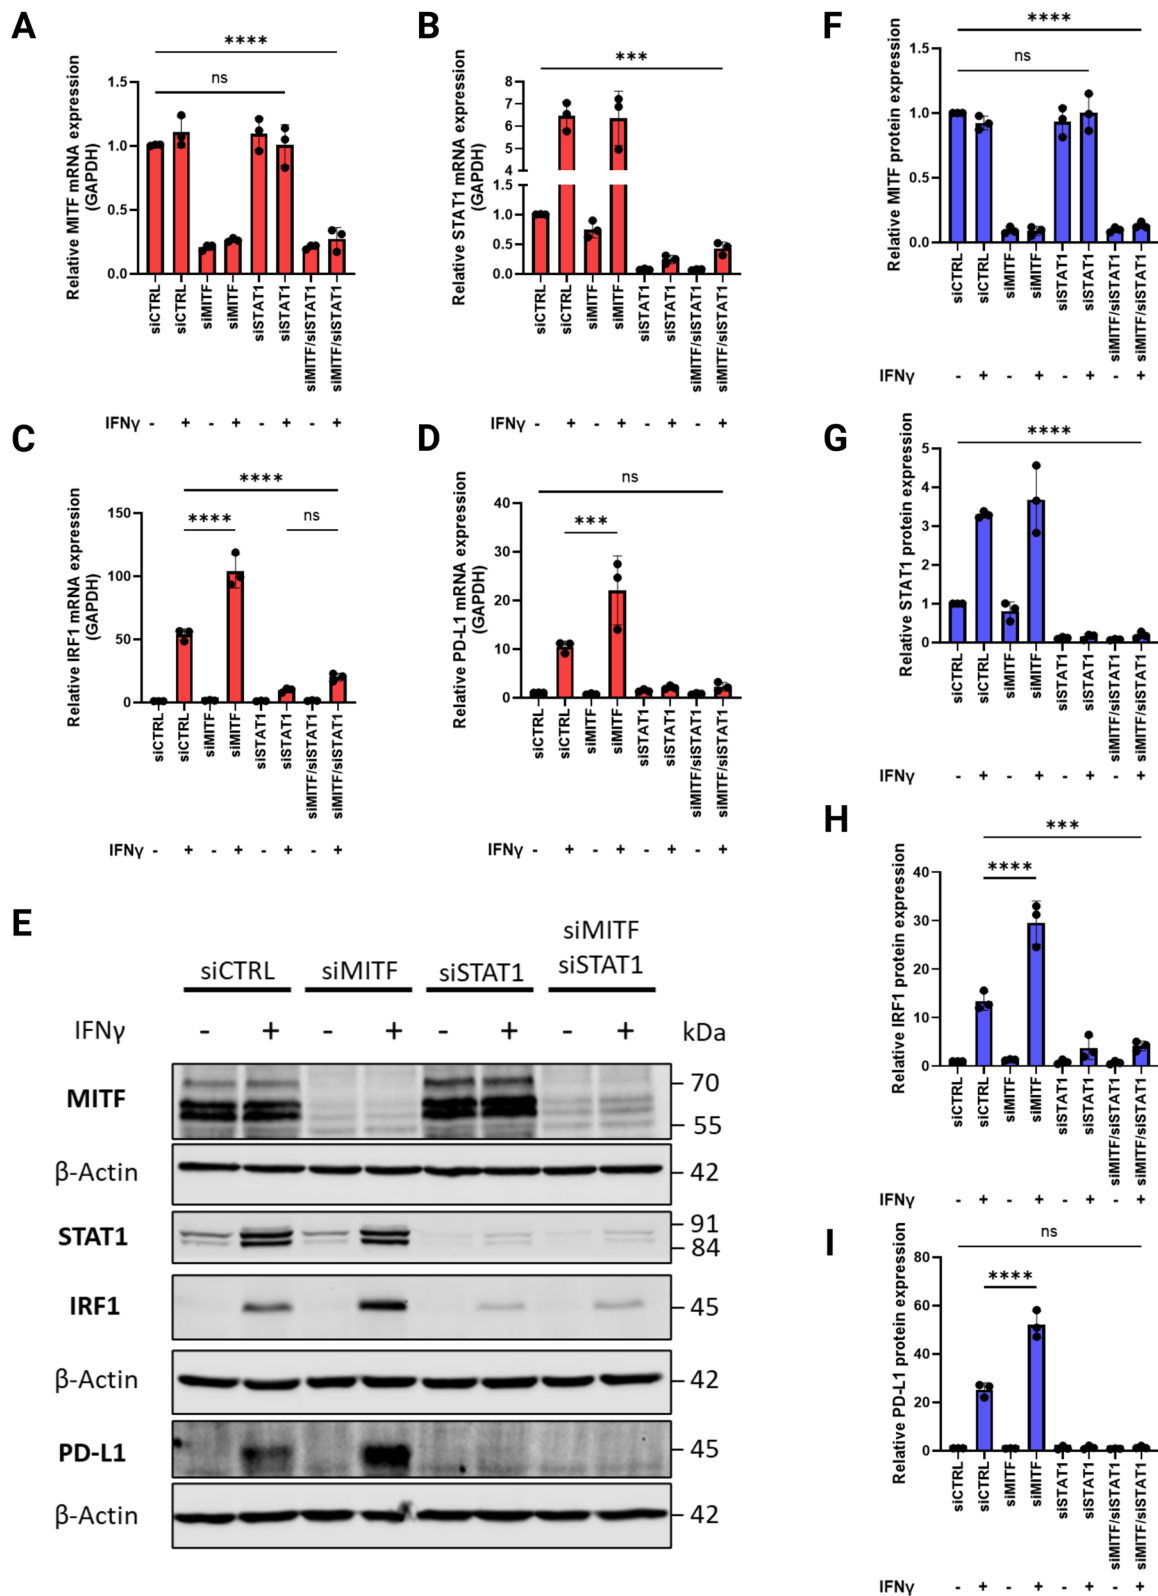 A
Relative MITF mRNA expression
(GAPDH)
****
ns
1.5
1.0
0.5
0.0
siCTRL
siCTRL
siMITF
siMITF
siSTAT1
siSTAT1
siMITF/siSTAT1
siMITF/siSTAT1
IFNγ - + - + - + - +
B
Relative STAT1 mRNA expression
(GAPDH)
***
8
7
6
5
4
1.5
1.0
0.5
0.0
siCTRL
siCTRL
siMITF
siMITF
siSTAT1
siSTAT1
siMITF/siSTAT1
siMITF/siSTAT1
IFNγ - + - + - + - +
C
Relative IRF1 mRNA expression
(GAPDH)
****
**** ns
150
100
50
0
siCTRL
siCTRL
siMITF
siMITF
siSTAT1
siSTAT1
siMITF/siSTAT1
siMITF/siSTAT1
IFNγ - + - + - + - +
D
Relative PD-L1 mRNA expression
(GAPDH)
ns
***
40
30
20
10
0
siCTRL
siCTRL
siMITF
siMITF
siSTAT1
siSTAT1
siMITF/siSTAT1
siMITF/siSTAT1
IFNγ - + - + - + - +
E
siCTRL siMITF siSTAT1 siMITF
siSTAT1
IFNγ - + - + - + - + kDa
MITF 70
55
β-Actin 42
STAT1 91
84
IRF1 45
β-Actin 42
PD-L1 45
β-Actin 42
F
Relative MITF protein expression
****
ns
1.5
1.0
0.5
0.0
siCTRL
siCTRL
siMITF
siMITF
siSTAT1
siSTAT1
siMITF/siSTAT1
siMITF/siSTAT1
IFNγ - + - + - + - +
G
Relative STAT1 protein expression
****
5
4
3
2
1
0
siCTRL
siCTRL
siMITF
siMITF
siSTAT1
siSTAT1
siMITF/siSTAT1
siMITF/siSTAT1
IFNγ - + - + - + - +
H
Relative IRF1 protein expression
***
****
40
30
20
10
0
siCTRL
siCTRL
siMITF
siMITF
siSTAT1
siSTAT1
siMITF/siSTAT1
siMITF/siSTAT1
IFNγ - + - + - + - +
I
Relative PD-L1 protein expression
ns
****
80
60
40
20
0
siCTRL
siCTRL
siMITF
siMITF
siSTAT1
siSTAT1
siMITF/siSTAT1
siMITF/siSTAT1
IFNγ - + - + - + - +